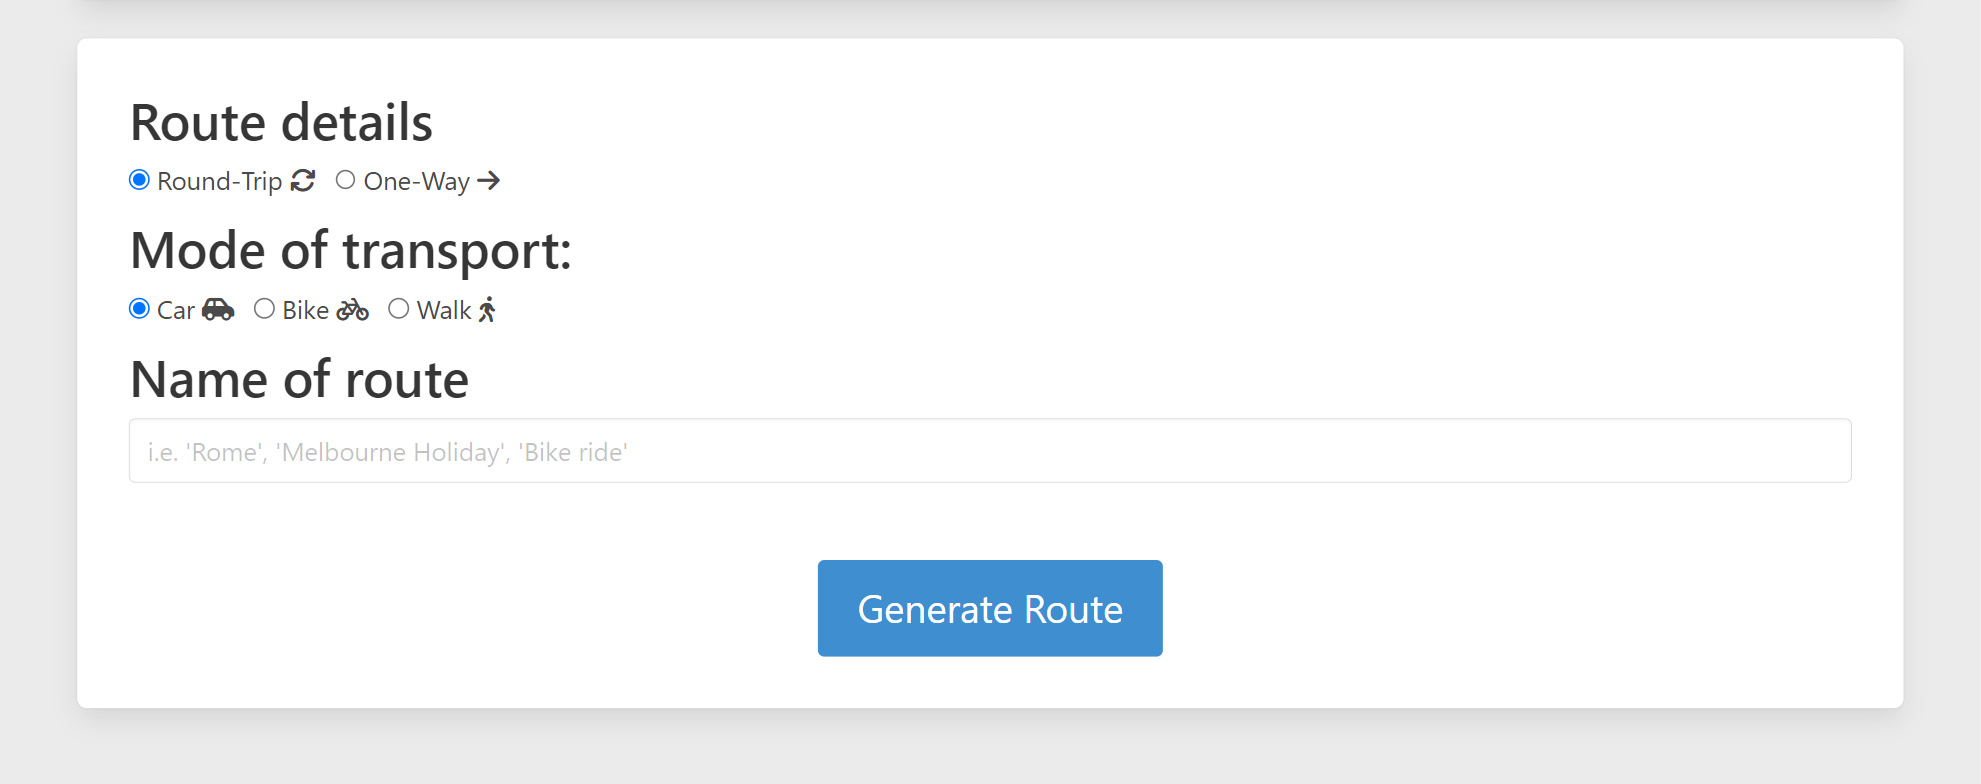 Route details
Round-Trip One-Way
Mode of transport:
Car Bike Walk
Name of route
i.e. 'Rome', 'Melbourne Holiday', 'Bike ride'
Generate Route